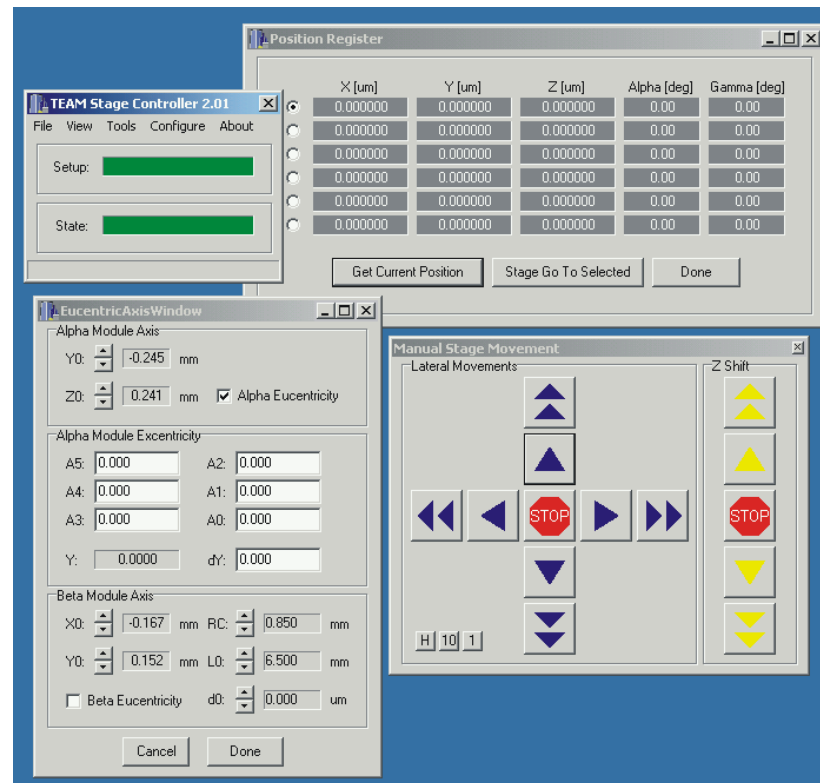 Position Register
X [um] Y [um] Z [um] Alpha [deg] Gamma [deg]
0.000000 0.000000 0.000000 0.00 0.00
0.000000 0.000000 0.000000 0.00 0.00
0.000000 0.000000 0.000000 0.00 0.00
0.000000 0.000000 0.000000 0.00 0.00
0.000000 0.000000 0.000000 0.00 0.00
0.000000 0.000000 0.000000 0.00 0.00
Get Current Position Stage Go To Selected Done
TEAM Stage Controller 2.01
File View Tools Configure About
Setup:
State:
EucentricAxisWindow
Alpha Module Axis
Y0: -0.245 mm
Z0: 0.241 mm Alpha Eucentricity
Alpha Module Excentricity
A5: 0.000 A2: 0.000
A4: 0.000 A1: 0.000
A3: 0.000 A0: 0.000
Y: 0.0000 dY: 0.000
Beta Module Axis
X0: -0.167 mm RC: 0.850 mm
Y0: 0.152 mm L0: 6.500 mm
Beta Eucentricity d0: 0.000 um
Cancel Done
Manual Stage Movement
Lateral Movements Z Shift
STOP STOP
H 10 1